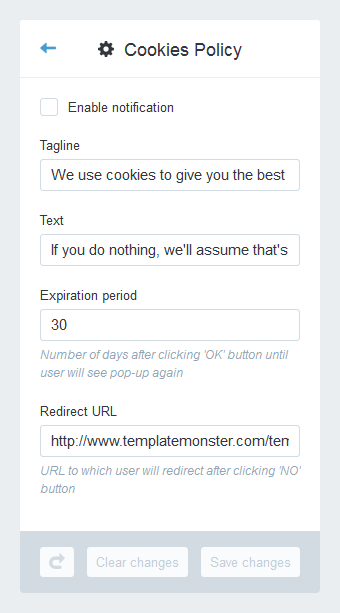 Cookies Policy
Enable notification
Tagline
We use cookies to give you the best
Text
If you do nothing, we'll assume that's
Expiration period
30
Number of days after clicking 'OK' button until
user will see pop-up again
Redirect URL
http://www.templatemonster.com/tem
URL to which user will redirect after clicking 'NO'
button
Clear changes
Save changes